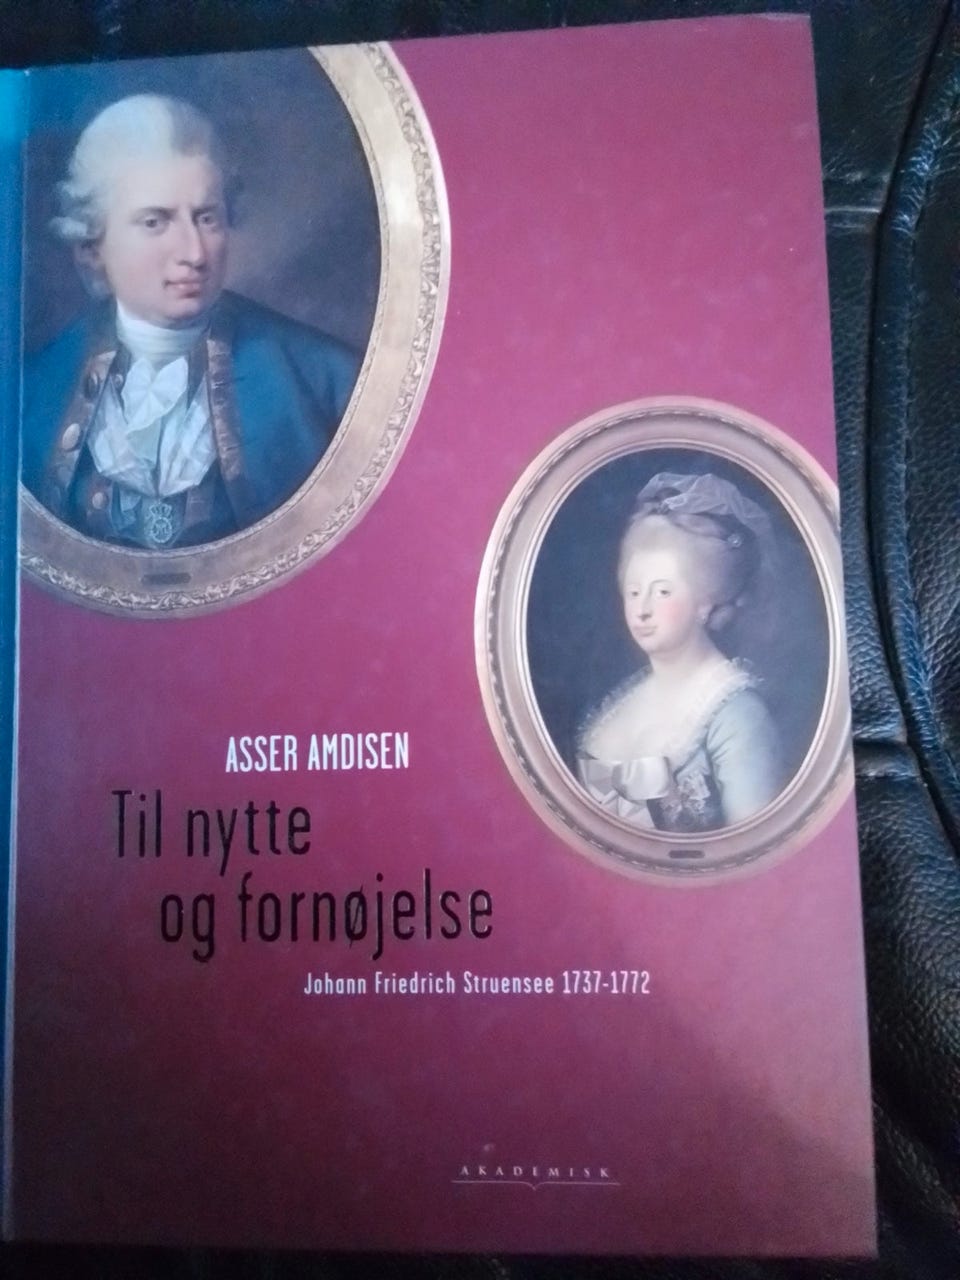 ASSER AMDISEN
Til nytte
og fornøjelse
Johann Friedrich Struensee 1737-1772
AKADEMISK